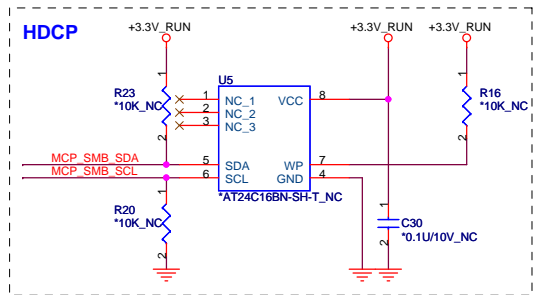 HDCP
+3.3V_RUN
+3.3V_RUN
+3.3V_RUN
R23
*10K_NC
1
2
U5
1 NC_1
2 NC_2
3 NC_3
VCC 8
R16
*10K_NC
1
2
MCP_SMB_SDA
5 SDA
WP 7
MCP_SMB_SCL
6 SCL
GND 4
*AT24C16BN-SH-T_NC
R20
*10K_NC
1
2
C30
*0.1U/10V_NC
1
2